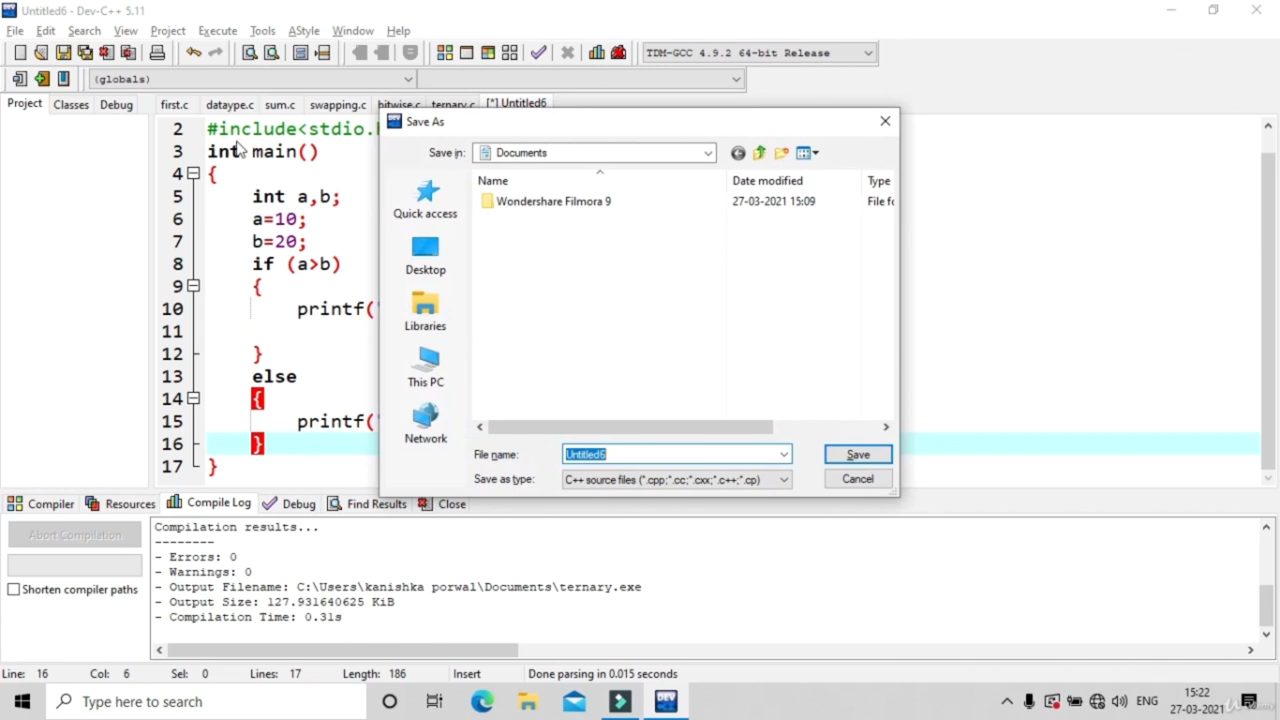 Untitled6 - Dev-C++ 5.11
File Edit Search View Project Execute Tools AStyle Window Help
TDM-GCC 4.9.2 64-bit Release
(globals)
Project Classes Debug
first.c dataype.c sum.c swapping.c bitwise.c ternary.c [*] Untitled6
2 #include<stdio.h
3 int main()
4 {
5 int a,b;
6 a=10;
7 b=20;
8 if (a>b)
9 {
10 printf("
11
12 }
13 else
14 {
15 printf("
16 }
17 }
Save As
Save in: Documents
Name Date modified Type
Wondershare Filmora 9 27-03-2021 15:09 File fo
Quick access
Desktop
Libraries
This PC
Network
File name: Untitled6 Save
Save as type: C++ source files (*.cpp;*.cc;*.cxx;*.c++;*.cp) Cancel
Compiler Resources Compile Log Debug Find Results Close
Abort Compilation
Shorten compiler paths
Compilation results...
--------
- Errors: 0
- Warnings: 0
- Output Filename: C:\Users\kanishka porwal\Documents\ternary.exe
- Output Size: 127.931640625 KiB
- Compilation Time: 0.31s
Line: 16 Col: 6 Sel: 0 Lines: 17 Length: 186 Insert Done parsing in 0.015 seconds
Type here to search
DEV
ENG
15:22
27-03-2021
Udemy